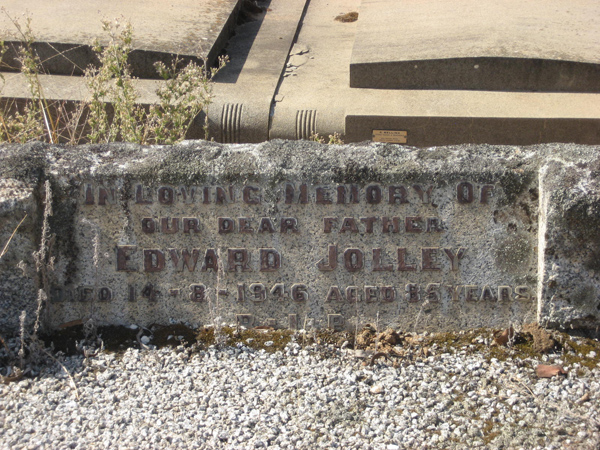 IN LOVING MEMORY OF
OUR DEAR FATHER
EDWARD JOLLEY
DIED 14-8-1946 AGED 85 YEARS
R.I.P.